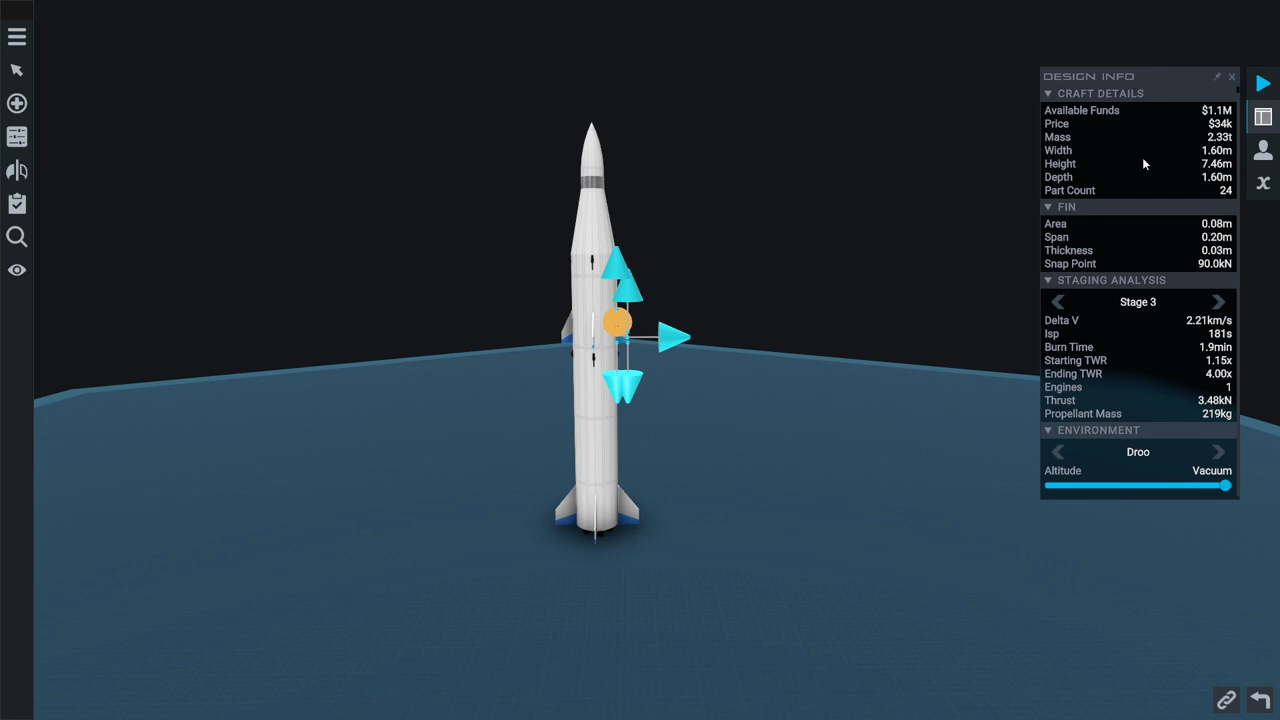 DESIGN INFO
CRAFT DETAILS
Available Funds $1.1M
Price $34k
Mass 2.33t
Width 1.60m
Height 7.46m
Depth 1.60m
Part Count 24
FIN
Area 0.08m
Span 0.20m
Thickness 0.03m
Snap Point 90.0kN
STAGING ANALYSIS
Stage 3
Delta V 2.21km/s
Isp 181s
Burn Time 1.9min
Starting TWR 1.15x
Ending TWR 4.00x
Engines 1
Thrust 3.48kN
Propellant Mass 219kg
ENVIRONMENT
Droo
Altitude Vacuum